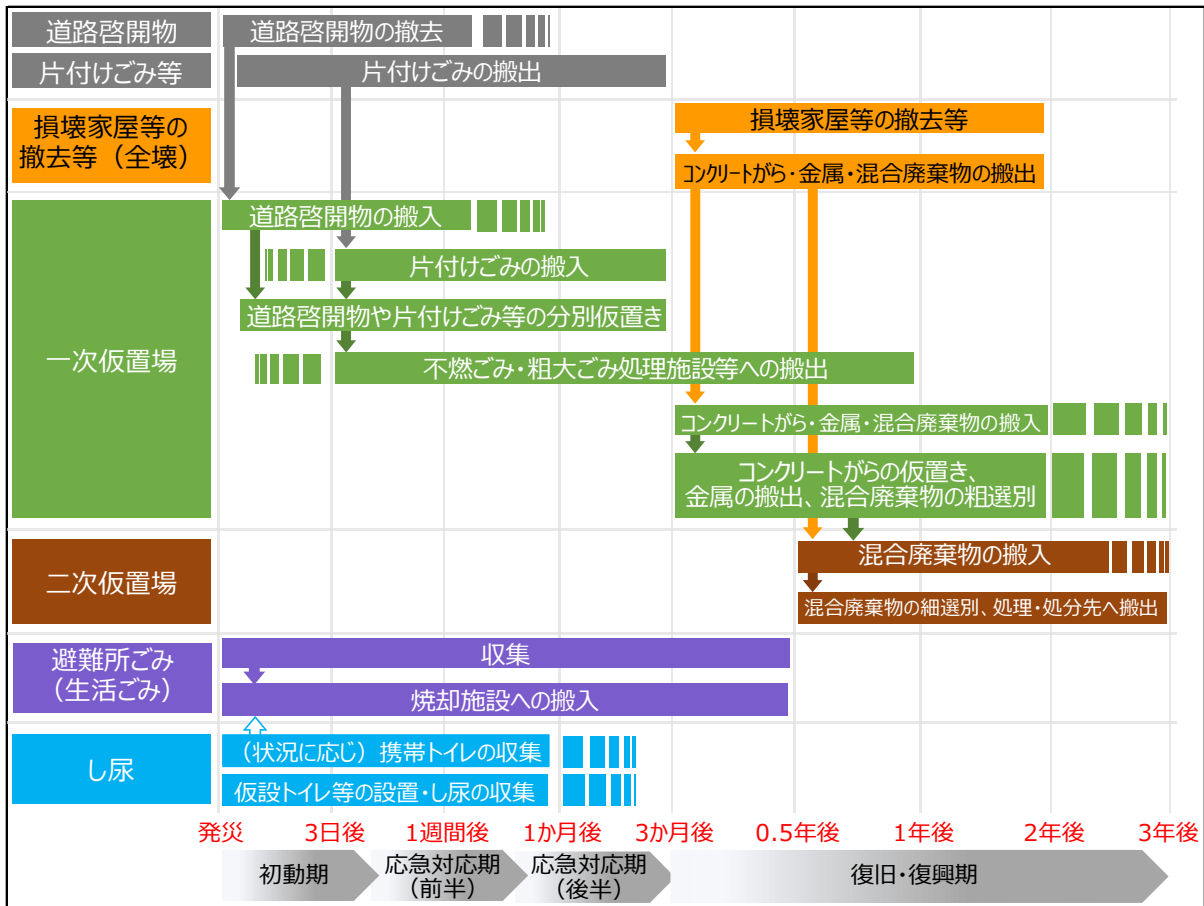 道路啓開物
道路啓開物の撤去
片付けごみ等
片付けごみの搬出
損壊家屋等の
撤去等（全壊）
損壊家屋等の撤去等
コンクリートがら・金属・混合廃棄物の搬出
一次仮置場
道路啓開物の搬入
片付けごみの搬入
道路啓開物や片付けごみ等の分別仮置き
不燃ごみ・粗大ごみ処理施設等への搬出
コンクリートがら・金属・混合廃棄物の搬入
コンクリートがらの仮置き、
金属の搬出、混合廃棄物の粗選別
二次仮置場
混合廃棄物の搬入
混合廃棄物の細選別、処理・処分先へ搬出
避難所ごみ
（生活ごみ）
収集
焼却施設への搬入
し尿
（状況に応じ）携帯トイレの収集
仮設トイレ等の設置・し尿の収集
発災 3日後 1週間後 1か月後 3か月後 0.5年後 1年後 2年後 3年後
初動期
応急対応期
（前半）
応急対応期
（後半）
復旧・復興期